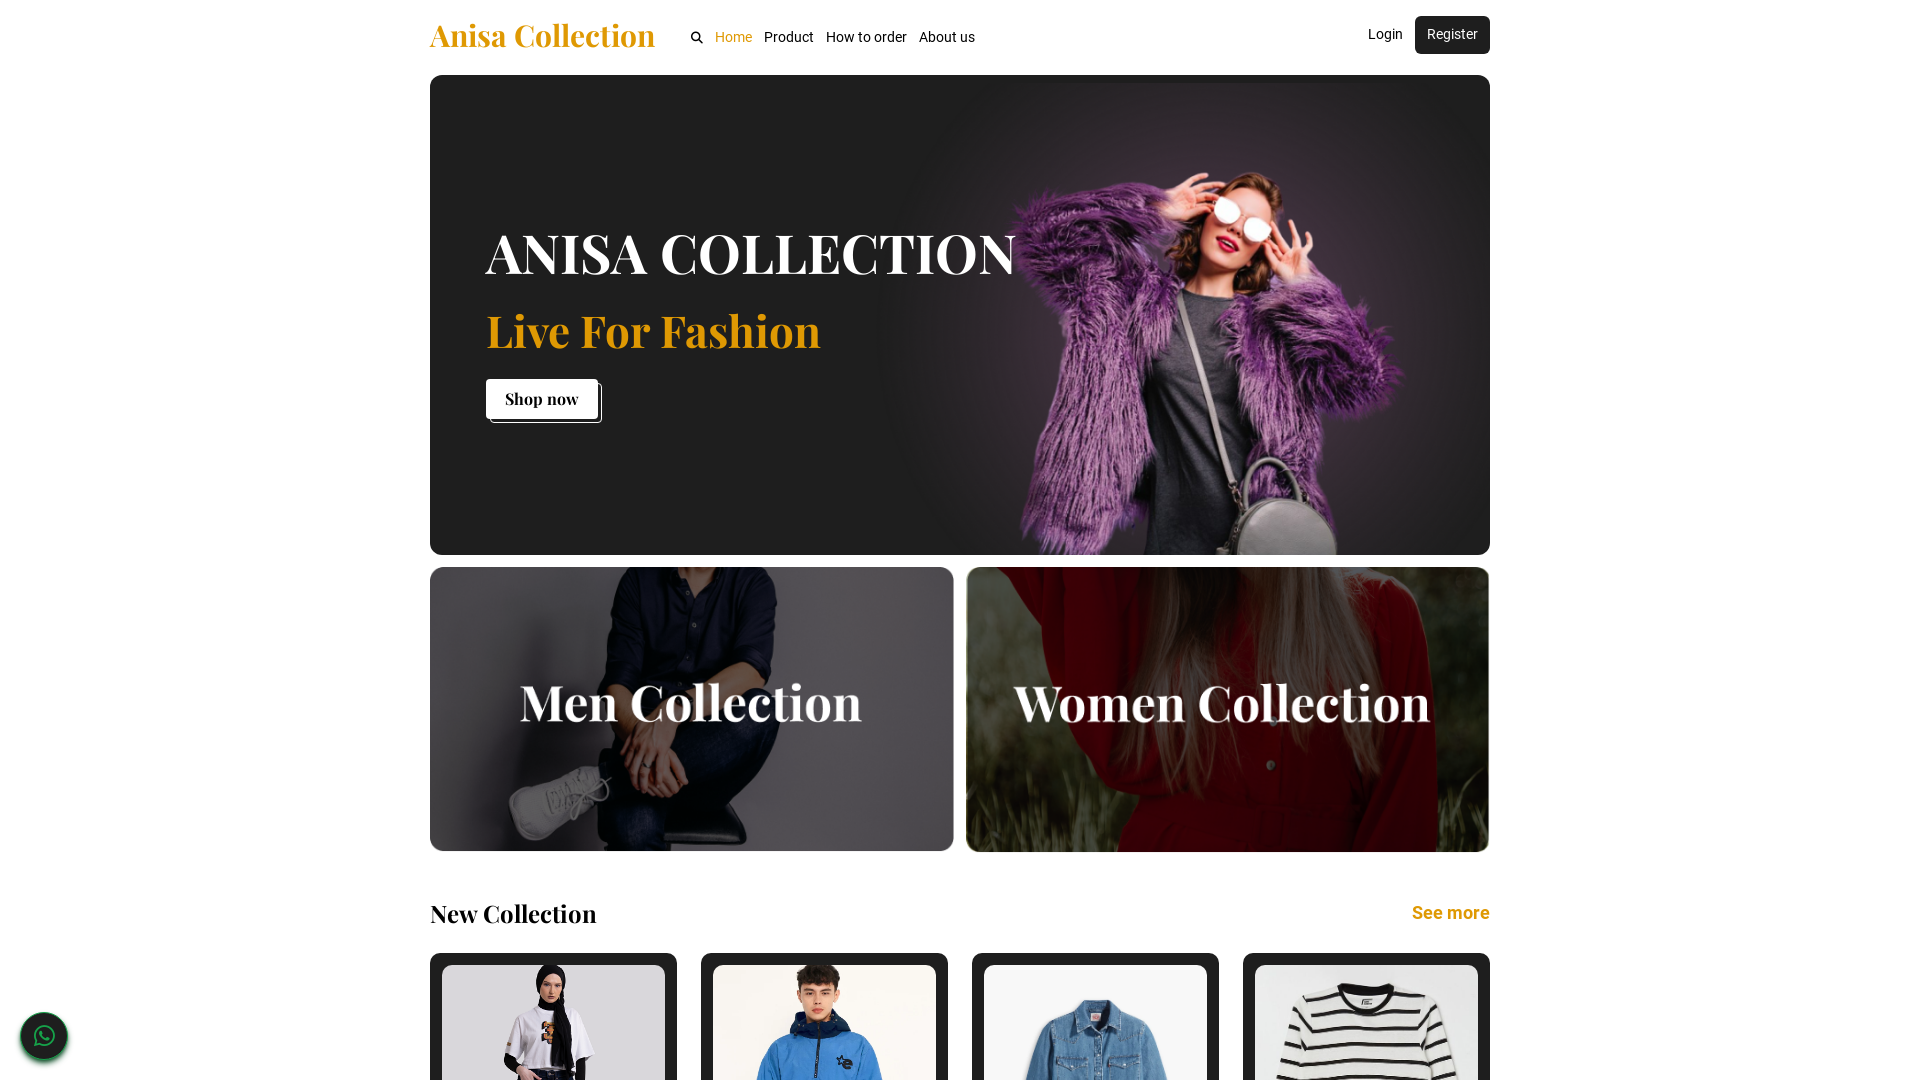 Anisa Collection
Home
Product
How to order
About us
Login
Register
ANISA COLLECTION
Live For Fashion
Shop now
Men Collection
Women Collection
New Collection
See more